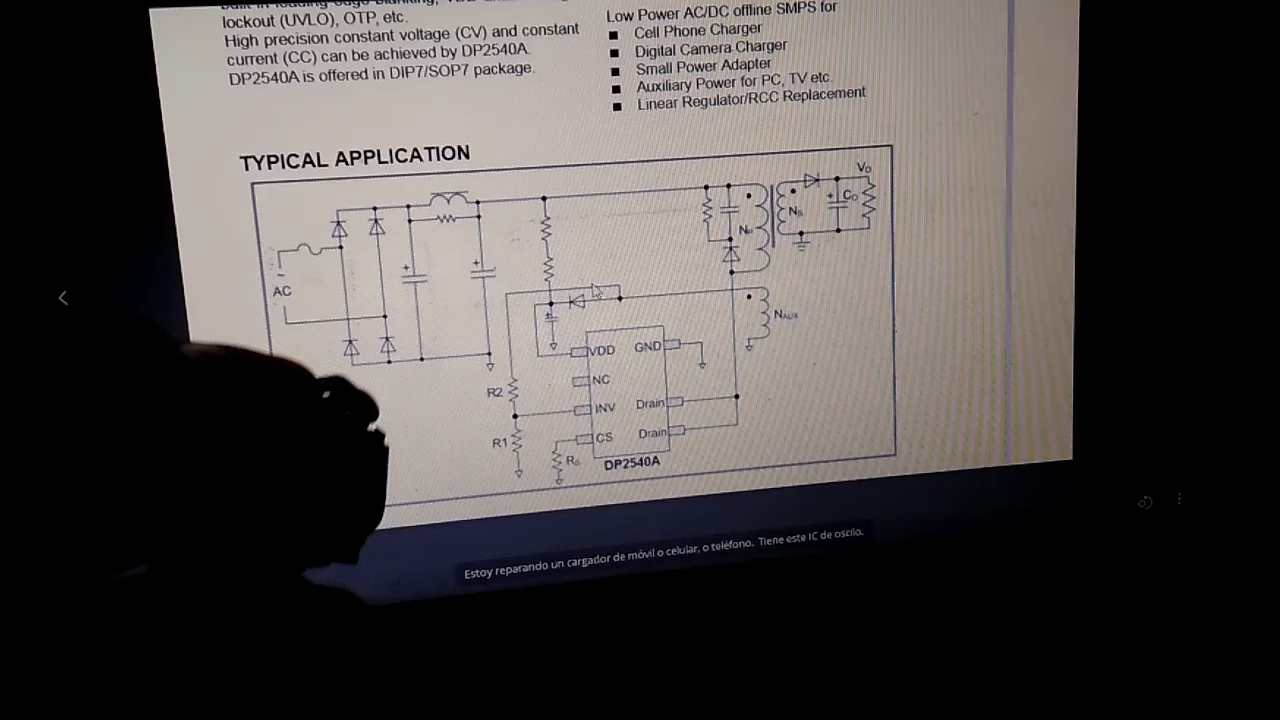 lockout (UVLO), OTP, etc.
High precision constant voltage (CV) and constant
current (CC) can be achieved by DP2540A.
DP2540A is offered in DIP7/SOP7 package.
Low Power AC/DC offline SMPS for
■ Cell Phone Charger
■ Digital Camera Charger
■ Small Power Adapter
■ Auxiliary Power for PC, TV etc.
■ Linear Regulator/RCC Replacement
TYPICAL APPLICATION
Vo
+ Co
Np
Ns
+
+
~
AC
NAUX
+
VDD GND
NC
R2
INV Drain
R1
CS Drain
DP2540A
Estoy reparando un cargador de móvil o celular, o teléfono. Tiene este IC de oscilo.